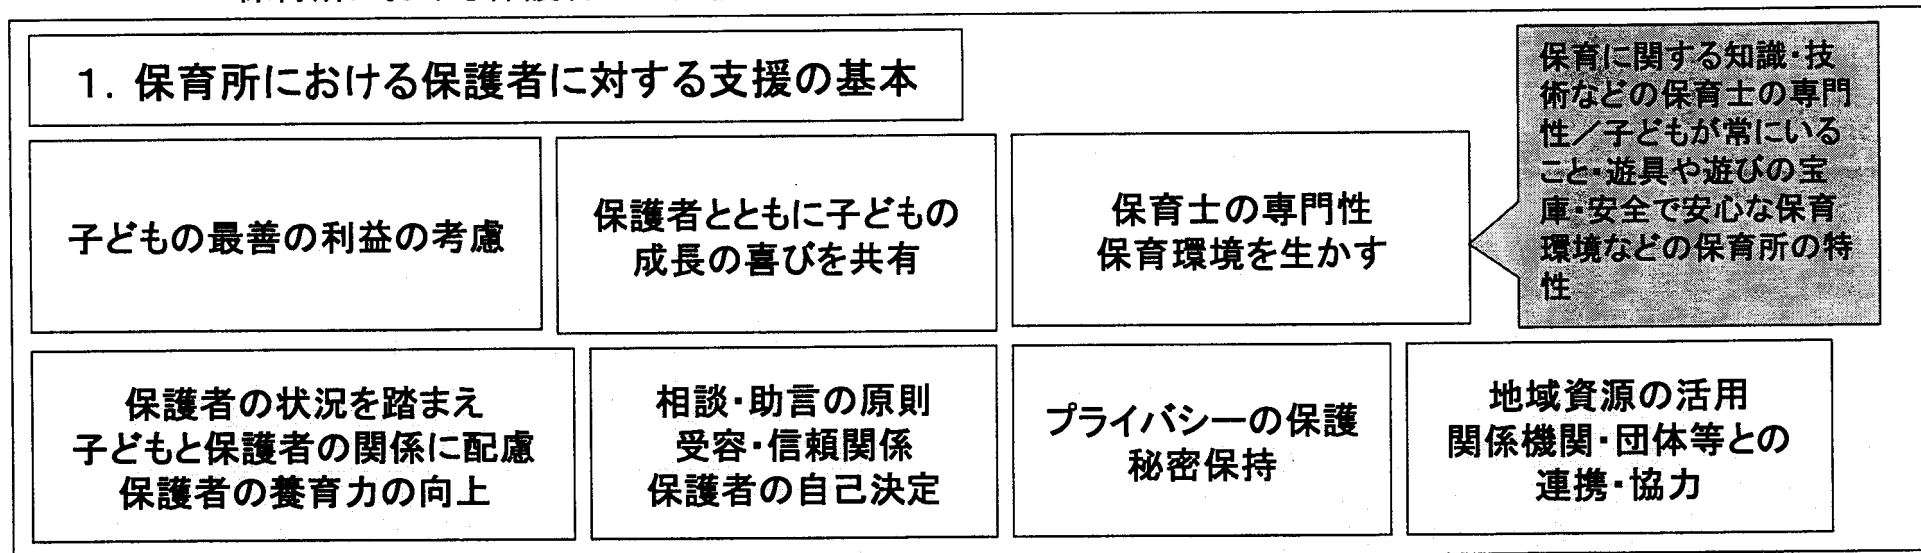 1．保育所における保護者に対する支援の基本
子どもの最善の利益の考慮
保護者とともに子どもの
成長の喜びを共有
保育士の専門性
保育環境を生かす
保育に関する知識・技
術などの保育士の専門
性／子どもが常にいる
こと・遊具や遊びの宝
庫・安全で安心な保育
環境などの保育所の特
性
保護者の状況を踏まえ
子どもと保護者の関係に配慮
保護者の養育力の向上
相談・助言の原則
受容・信頼関係
保護者の自己決定
プライバシーの保護
秘密保持
地域資源の活用
関係機関・団体等との
連携・協力